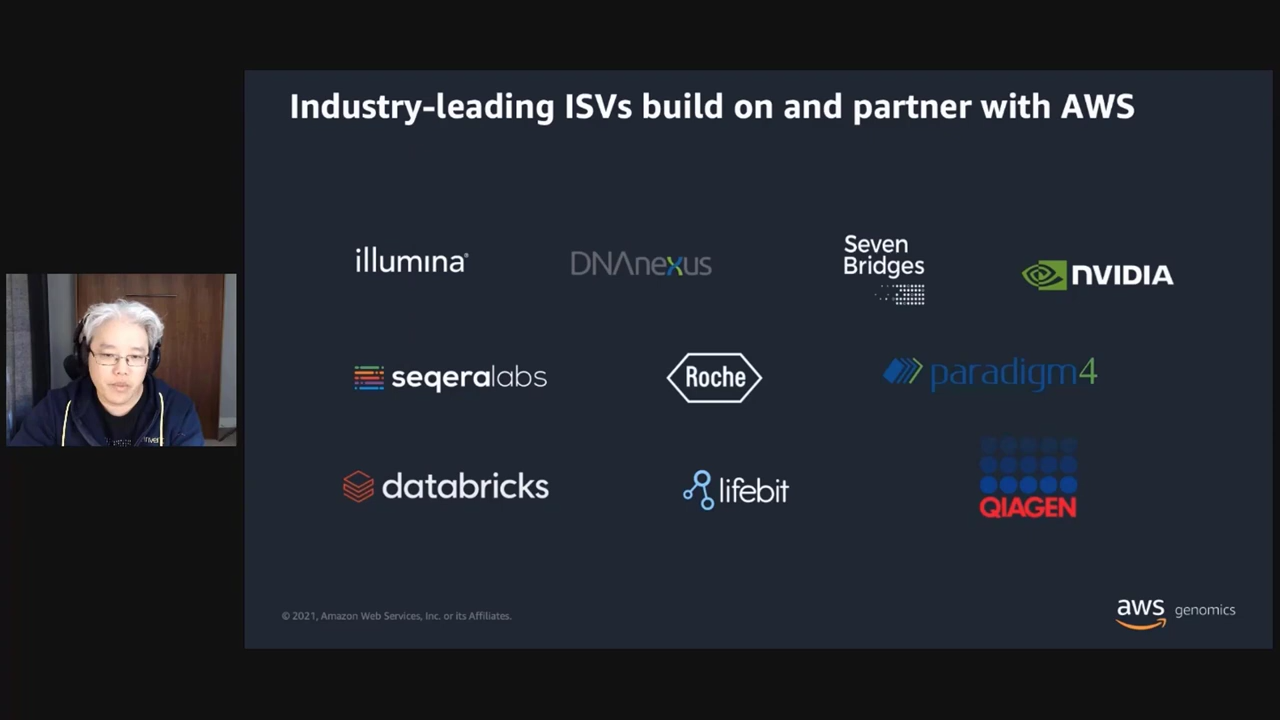 Industry-leading ISVs build on and partner with AWS
illumına®
DNAnexus
Seven
Bridges
NVIDIA
seqeralabs
Roche
paradigm4
databricks
lifebit
QIAGEN
© 2021, Amazon Web Services, Inc. or its Affiliates.
aws genomics